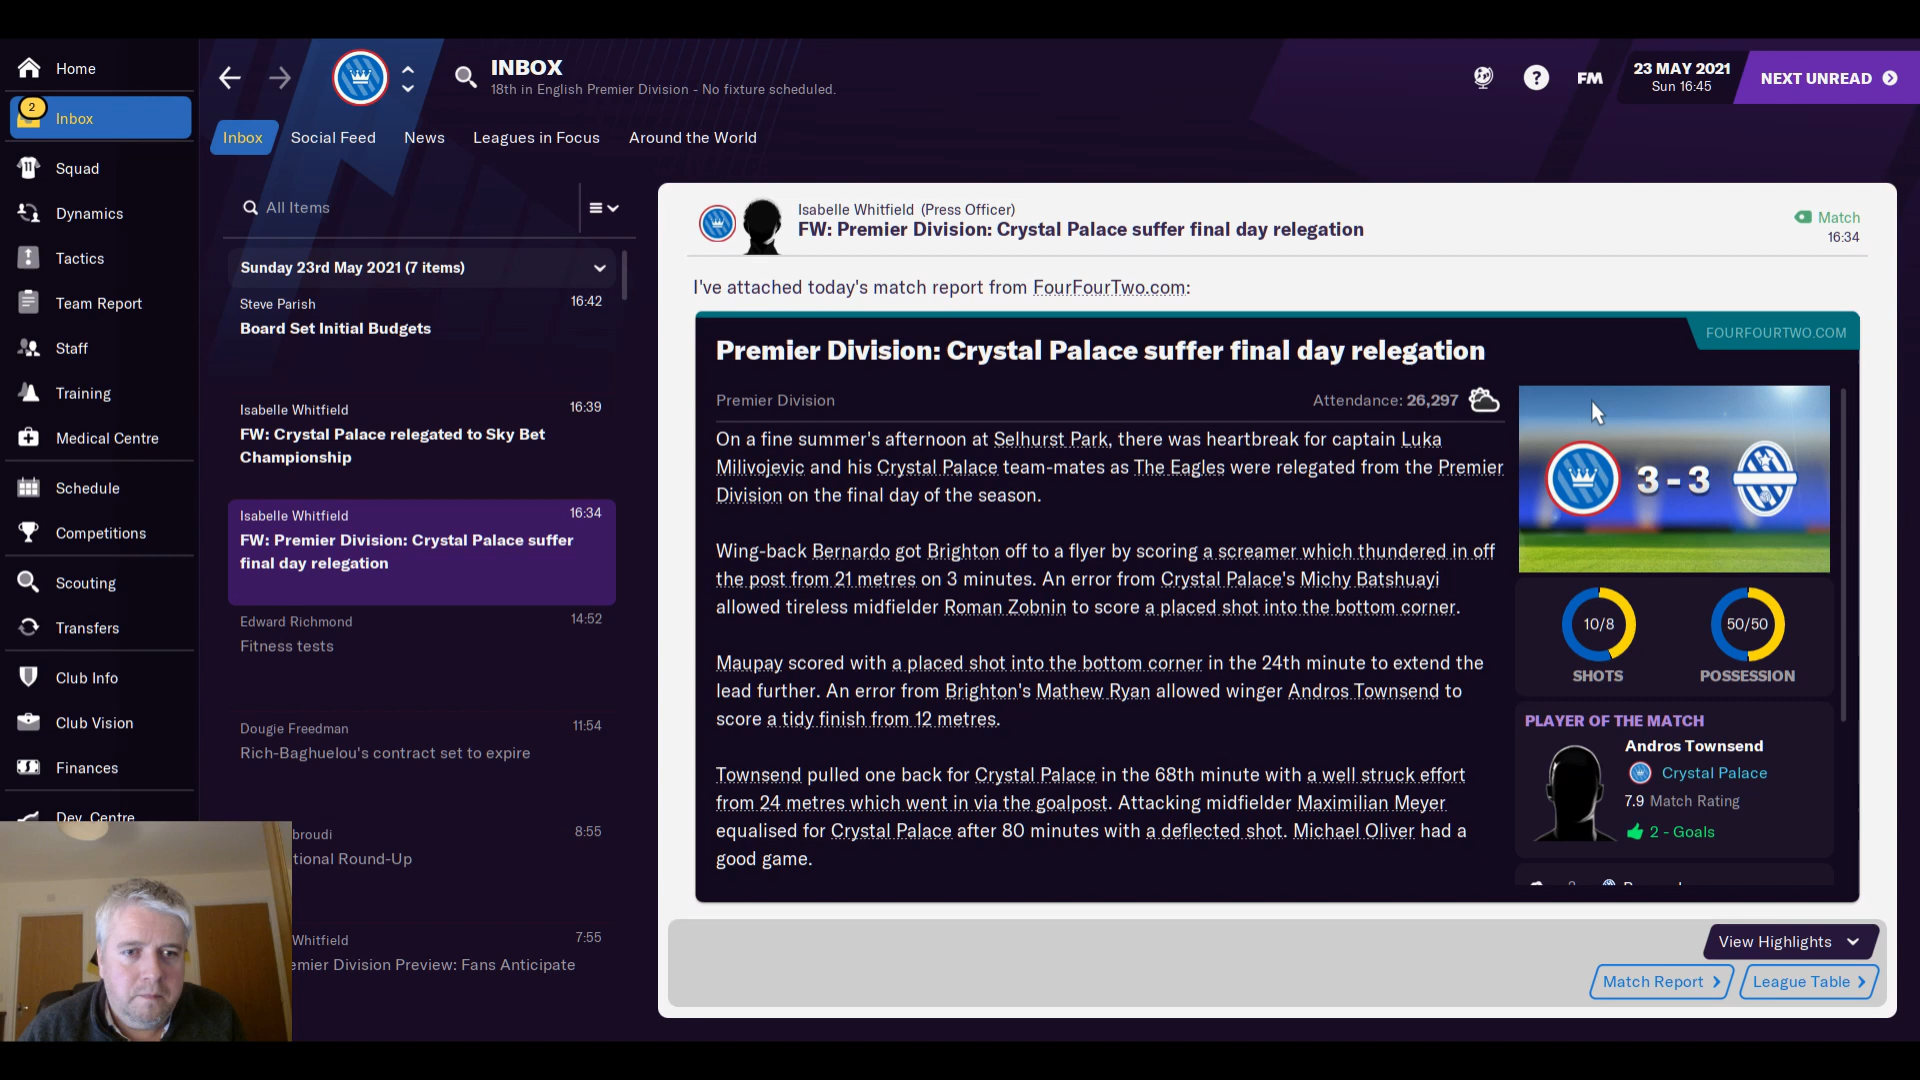 Home
2
Inbox
Squad
Dynamics
Tactics
Team Report
Staff
Training
Medical Centre
Schedule
Competitions
Scouting
Transfers
Club Info
Club Vision
Finances
Dev. Centre
INBOX
18th in English Premier Division - No fixture scheduled.
FM
23 MAY 2021
Sun 16:45
NEXT UNREAD
Inbox
Social Feed
News
Leagues in Focus
Around the World
All Items
Sunday 23rd May 2021 (7 items)
Steve Parish 16:42
Board Set Initial Budgets
Isabelle Whitfield 16:39
FW: Crystal Palace relegated to Sky Bet
Championship
Isabelle Whitfield 16:34
FW: Premier Division: Crystal Palace suffer
final day relegation
Edward Richmond 14:52
Fitness tests
Dougie Freedman 11:54
Rich-Baghuelou's contract set to expire
broudi 8:55
tional Round-Up
Whitfield 7:55
emier Division Preview: Fans Anticipate
Isabelle Whitfield (Press Officer)
FW: Premier Division: Crystal Palace suffer final day relegation
Match
16:34
I've attached today's match report from FourFourTwo.com:
FOURFOURTWO.COM
Premier Division: Crystal Palace suffer final day relegation
Premier Division
Attendance: 26,297
On a fine summer's afternoon at Selhurst Park, there was heartbreak for captain Luka
Milivojevic and his Crystal Palace team-mates as The Eagles were relegated from the Premier
Division on the final day of the season.
Wing-back Bernardo got Brighton off to a flyer by scoring a screamer which thundered in off
the post from 21 metres on 3 minutes. An error from Crystal Palace's Michy Batshuayi
allowed tireless midfielder Roman Zobnin to score a placed shot into the bottom corner.
Maupay scored with a placed shot into the bottom corner in the 24th minute to extend the
lead further. An error from Brighton's Mathew Ryan allowed winger Andros Townsend to
score a tidy finish from 12 metres.
Townsend pulled one back for Crystal Palace in the 68th minute with a well struck effort
from 24 metres which went in via the goalpost. Attacking midfielder Maximilian Meyer
equalised for Crystal Palace after 80 minutes with a deflected shot. Michael Oliver had a
good game.
3 - 3
10/8
SHOTS
50/50
POSSESSION
PLAYER OF THE MATCH
Andros Townsend
Crystal Palace
7.9 Match Rating
2 - Goals
View Highlights
Match Report
League Table